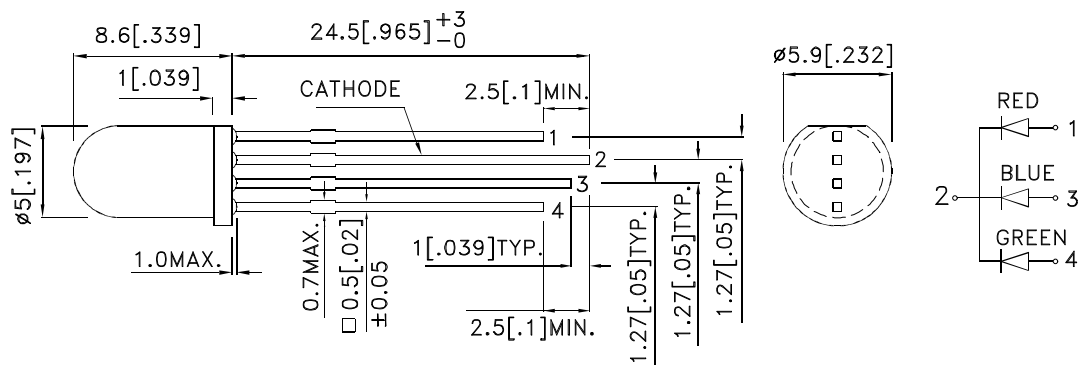 8.6[.339]
24.5[.965] +3 −0
1[.039]
CATHODE
2.5[.1]MIN.
ø5.9[.232]
ø5[.197]
1
2
3
4
1.0MAX.
0.7MAX.
□ 0.5[.02]
±0.05
1[.039]TYP.
2.5[.1]MIN.
1.27[.05]TYP.
1.27[.05]TYP.
1.27[.05]TYP.
RED
1
2
BLUE
3
GREEN
4